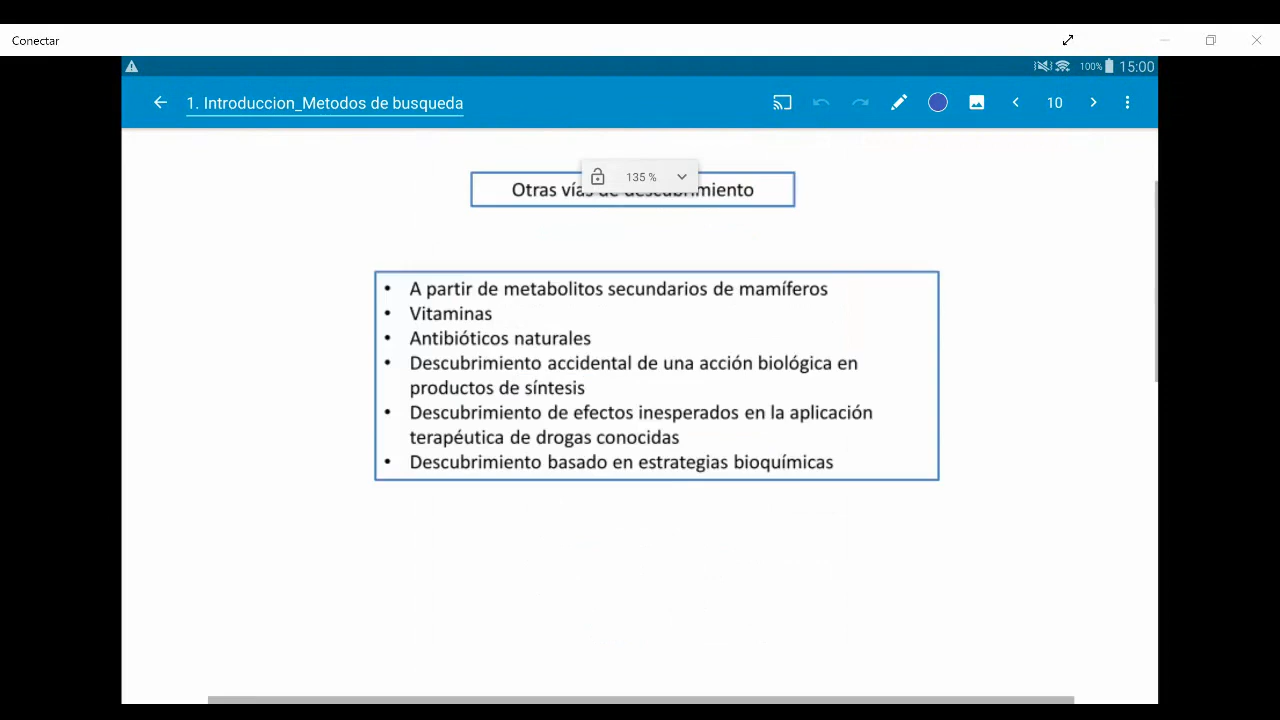 Conectar
100% 15:00
1. Introduccion_Metodos de busqueda
10
135 %
Otras vías de descubrimiento
• A partir de metabolitos secundarios de mamíferos
• Vitaminas
• Antibióticos naturales
• Descubrimiento accidental de una acción biológica en
productos de síntesis
• Descubrimiento de efectos inesperados en la aplicación
terapéutica de drogas conocidas
• Descubrimiento basado en estrategias bioquímicas